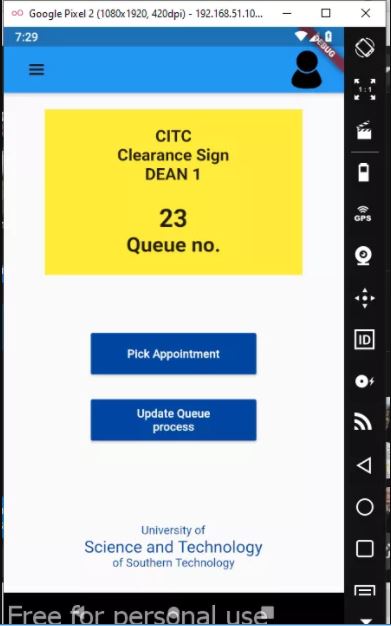 Google Pixel 2 (1080x1920, 420dpi) - 192.168.51.10...
7:29
DEBUG
1:1
CITC
Clearance Sign
DEAN 1
23
Queue no.
GPS
Pick Appointment
ID
Update Queue
process
University of
Science and Technology
of Southern Technology
Free for personal use